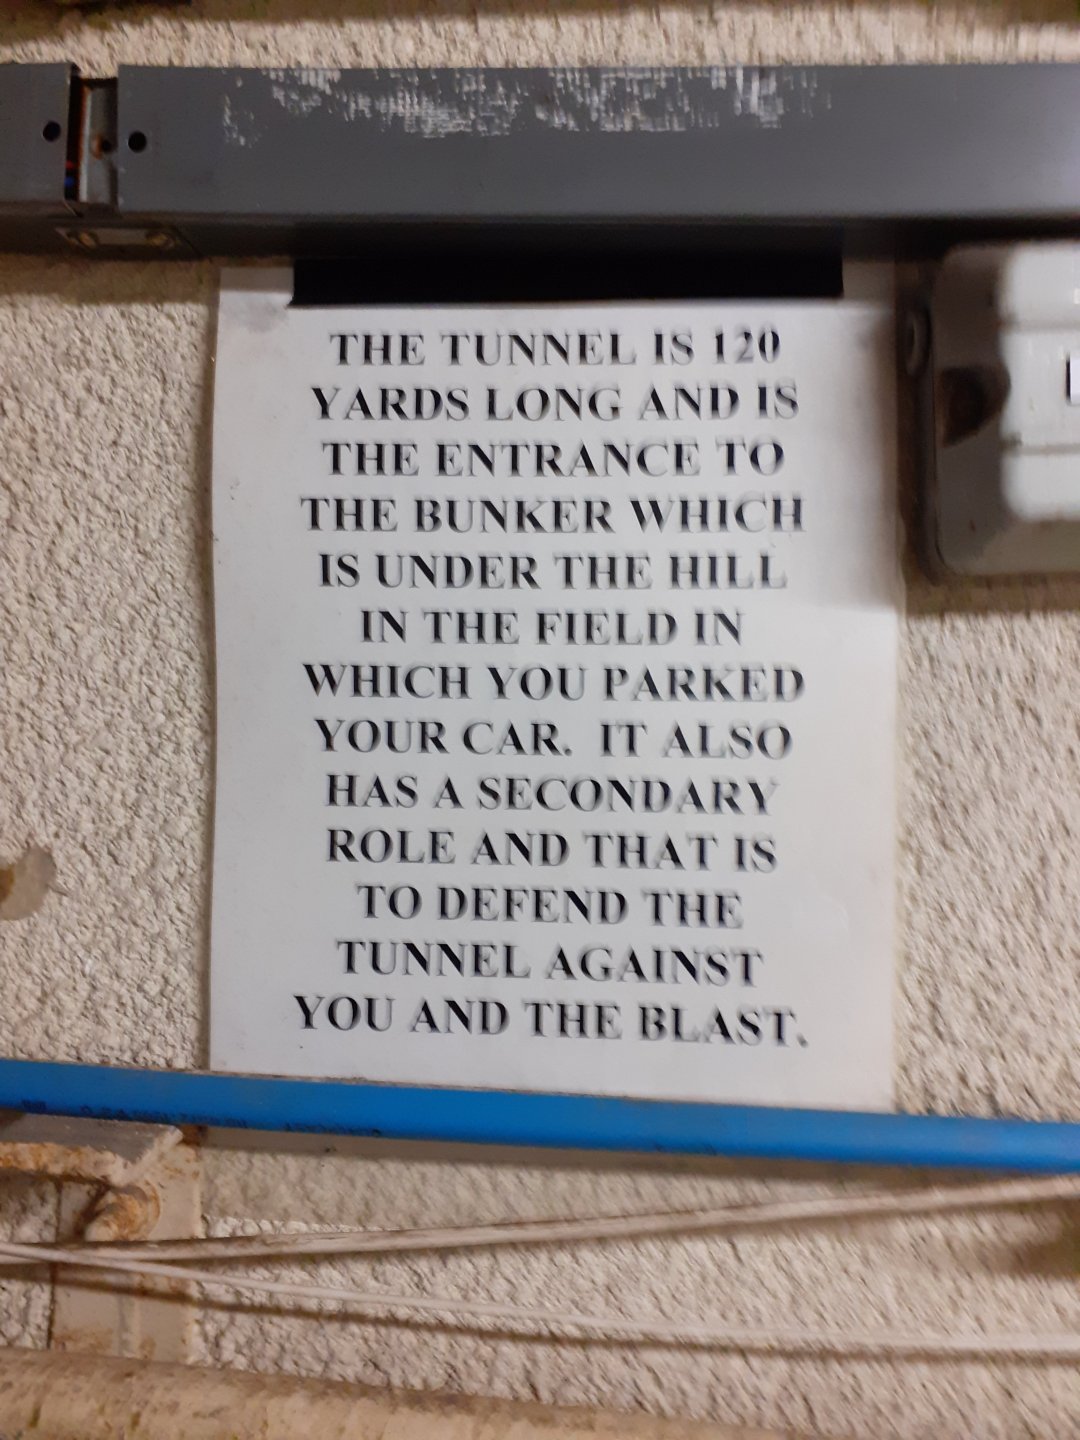 THE TUNNEL IS 120
YARDS LONG AND IS
THE ENTRANCE TO
THE BUNKER WHICH
IS UNDER THE HILL
IN THE FIELD IN
WHICH YOU PARKED
YOUR CAR. IT ALSO
HAS A SECONDARY
ROLE AND THAT IS
TO DEFEND THE
TUNNEL AGAINST
YOU AND THE BLAST.